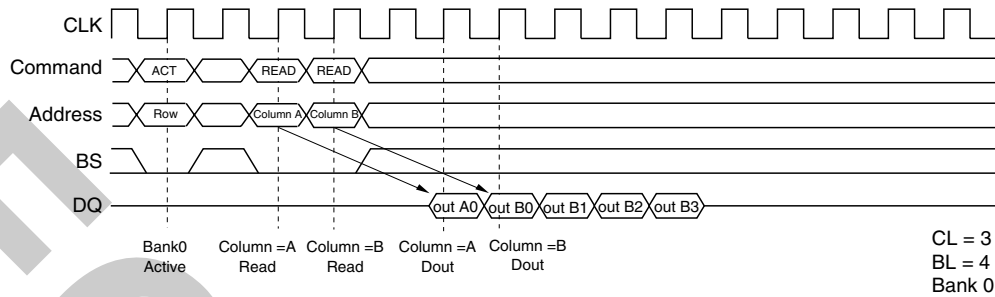 CLK
Command ACT READ READ
Address Row Column A Column B
BS
DQ out A0 out B0 out B1 out B2 out B3
Bank0 Column =A Column =B Column =A Column =B
Active Read Read Dout Dout
CL = 3
BL = 4
Bank 0